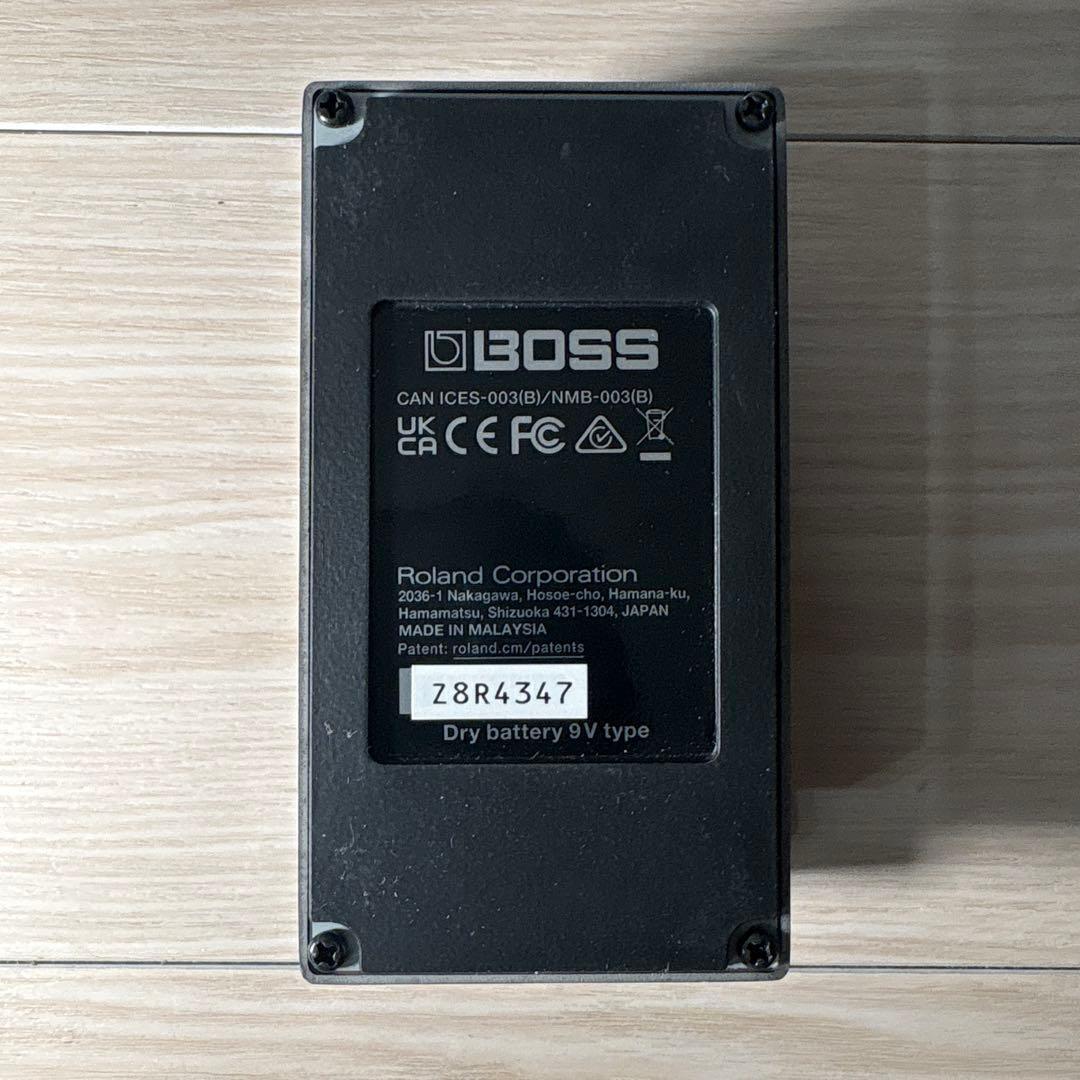 BOSS
CAN ICES-003(B)/NMB-003(B)
UK CA CE FC
Roland Corporation
2036-1 Nakagawa, Hosoe-cho, Hamana-ku,
Hamamatsu, Shizuoka 431-1304, JAPAN
MADE IN MALAYSIA
Patent: roland.cm/patents
Z8R4347
Dry battery 9V type